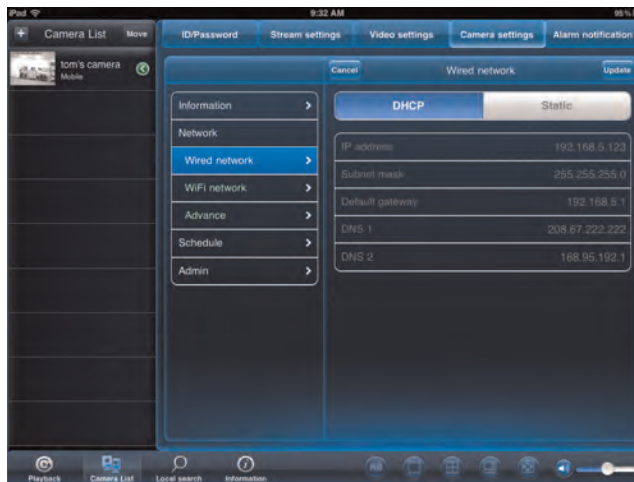 iPad 9:32 AM 95%
+ Camera List Move
ID/Password Stream settings Video settings Camera settings Alarm notification
tom's camera
Mobile
Cancel Wired network Update
Information
Network
Wired network
WiFi network
Advance
Schedule
Admin
DHCP Static
IP address 192.168.5.123
Subnet mask 255.255.255.0
Default gateway 192.168.5.1
DNS 1 208.67.222.222
DNS 2 168.95.192.1
Playback Camera List Local search Information
All